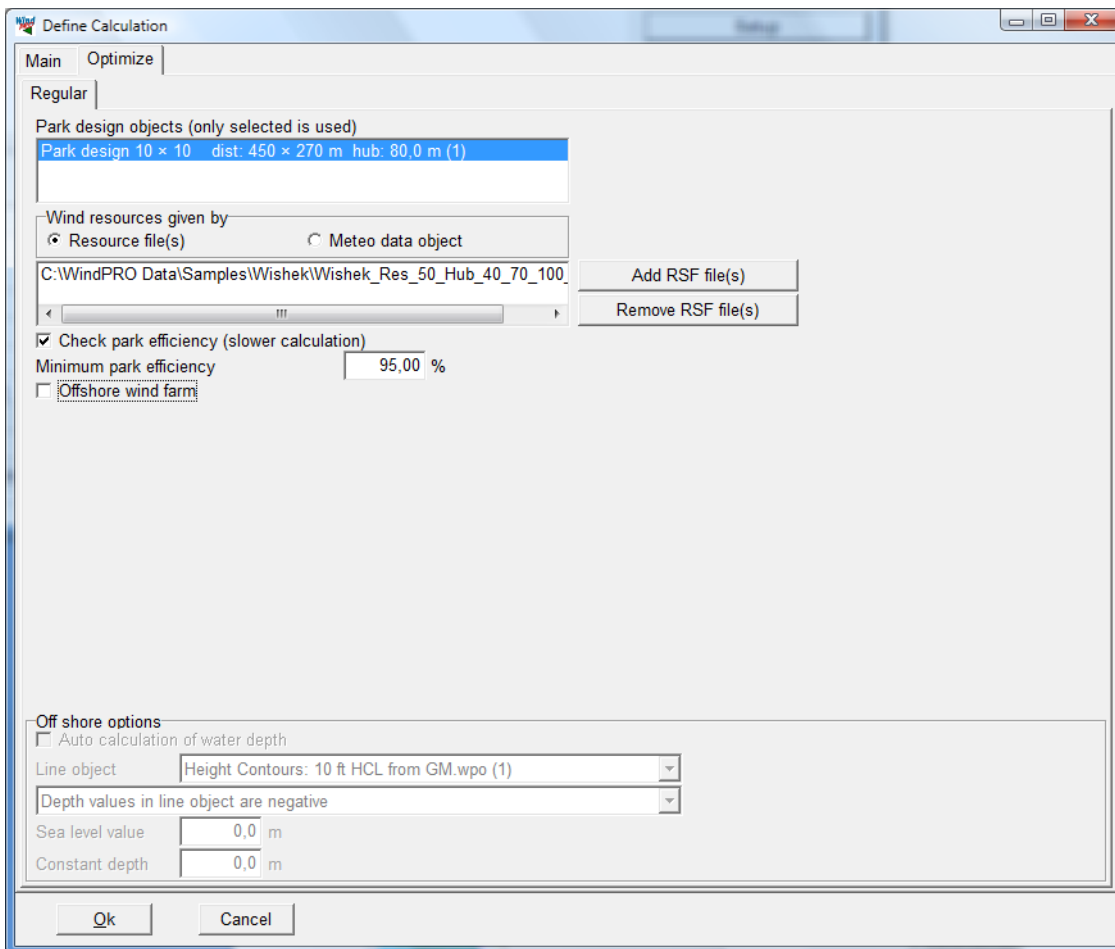 Wind
Define Calculation
Main Optimize
Regular
Park design objects (only selected is used)
Park design 10 × 10 dist: 450 × 270 m hub: 80,0 m (1)
Wind resources given by
Resource file(s) Meteo data object
C:\WindPRO Data\Samples\Wishek\Wishek_Res_50_Hub_40_70_100_
Add RSF file(s)
Remove RSF file(s)
Check park efficiency (slower calculation)
Minimum park efficiency 95,00 %
Offshore wind farm
Off shore options
Auto calculation of water depth
Line object Height Contours: 10 ft HCL from GM.wpo (1)
Depth values in line object are negative
Sea level value 0,0 m
Constant depth 0,0 m
Ok Cancel